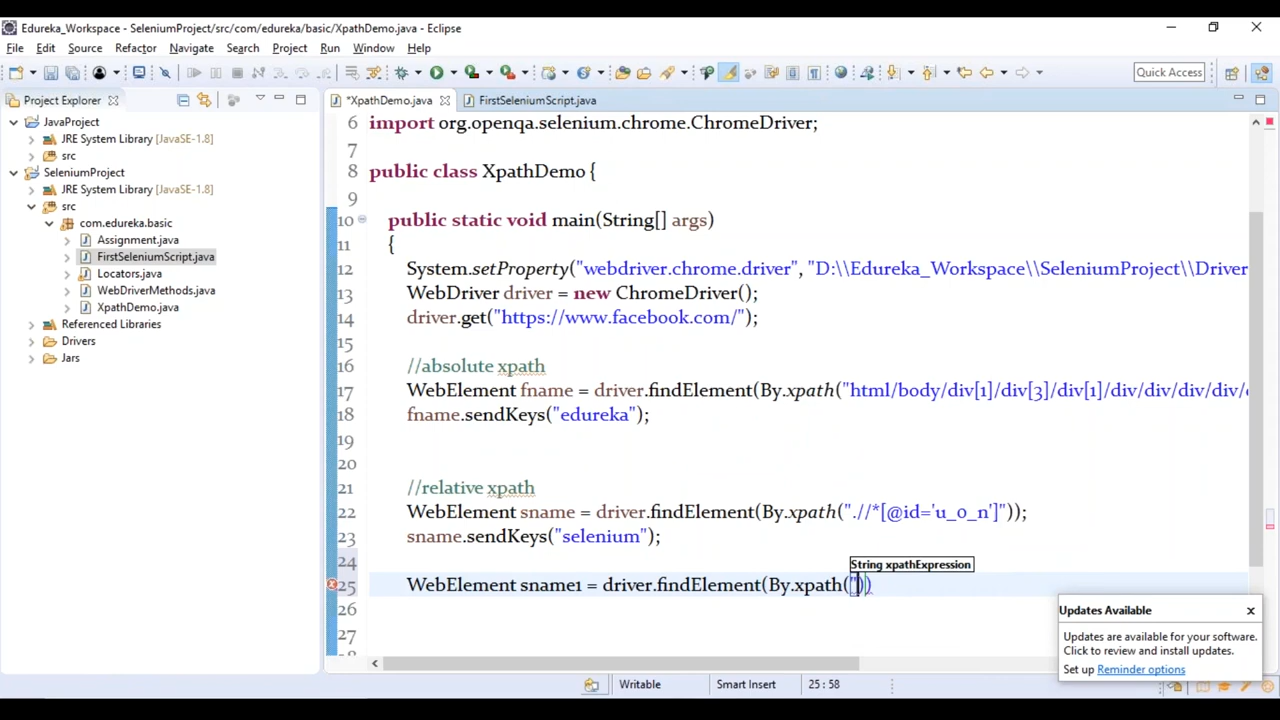 Edureka_Workspace - SeleniumProject/src/com/edureka/basic/XpathDemo.java - Eclipse
File Edit Source Refactor Navigate Search Project Run Window Help
Quick Access
Project Explorer
*XpathDemo.java FirstSeleniumScript.java
JavaProject
JRE System Library [JavaSE-1.8]
src
SeleniumProject
JRE System Library [JavaSE-1.8]
src
com.edureka.basic
Assignment.java
FirstSeleniumScript.java
Locators.java
WebDriverMethods.java
XpathDemo.java
Referenced Libraries
Drivers
Jars
6 import org.openqa.selenium.chrome.ChromeDriver;
7
8 public class XpathDemo {
9
10 public static void main(String[] args)
11 {
12 System.setProperty("webdriver.chrome.driver", "D:\\Edureka_Workspace\\SeleniumProject\\Driver
13 WebDriver driver = new ChromeDriver();
14 driver.get("https://www.facebook.com/");
15
16 //absolute xpath
17 WebElement fname = driver.findElement(By.xpath("html/body/div[1]/div[3]/div[1]/div/div/div/div/
18 fname.sendKeys("edureka");
19
20
21 //relative xpath
22 WebElement sname = driver.findElement(By.xpath(".//*[@id='u_0_n']"));
23 sname.sendKeys("selenium");
24
String xpathExpression
25 WebElement sname1 = driver.findElement(By.xpath(""))
26
27
28
Updates Available x
Updates are available for your software.
Click to review and install updates.
Set up Reminder options
Writable Smart Insert 25 : 58